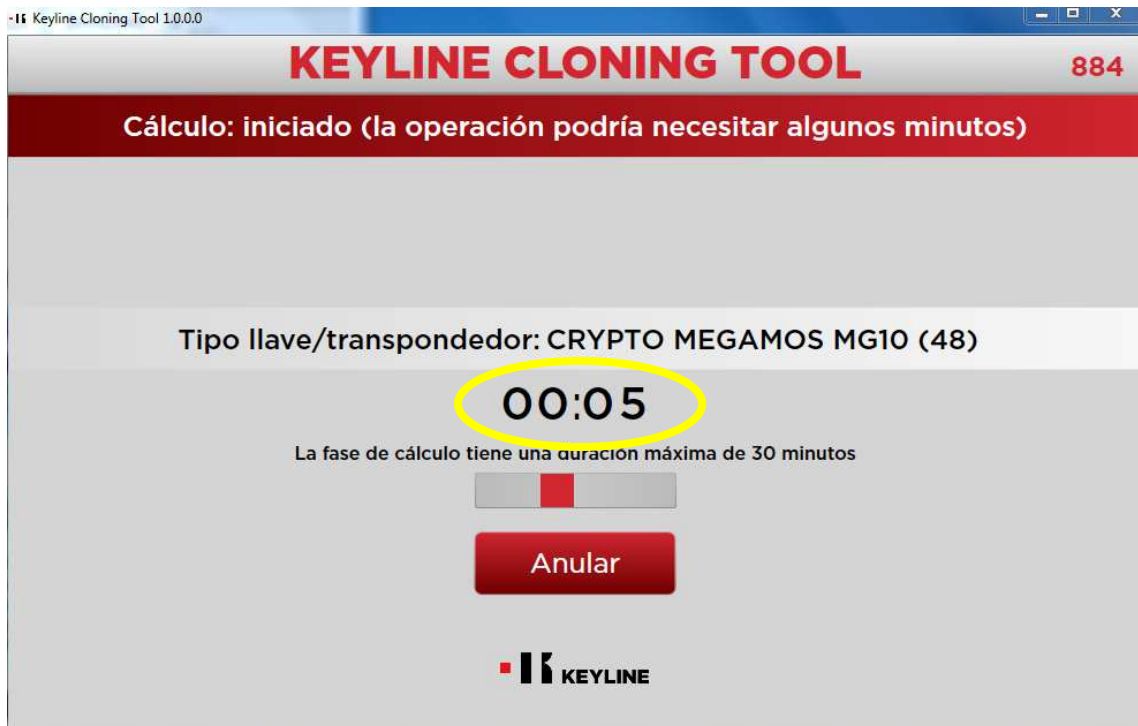 Keyline Cloning Tool 1.0.0.0
KEYLINE CLONING TOOL
884
Cálculo: iniciado (la operación podría necesitar algunos minutos)
Tipo llave/transpondedor: CRYPTO MEGAMOS MG10 (48)
00:05
La fase de cálculo tiene una duración máxima de 30 minutos
Anular
KEYLINE